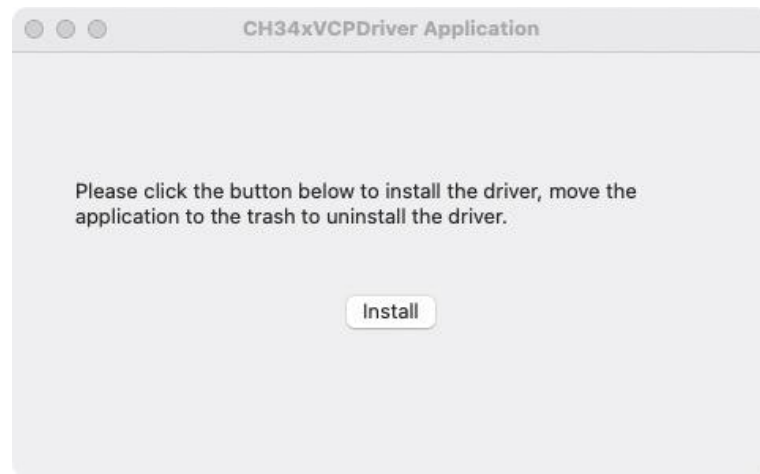 CH34xVCPDriver Application
Please click the button below to install the driver, move the
application to the trash to uninstall the driver.
Install